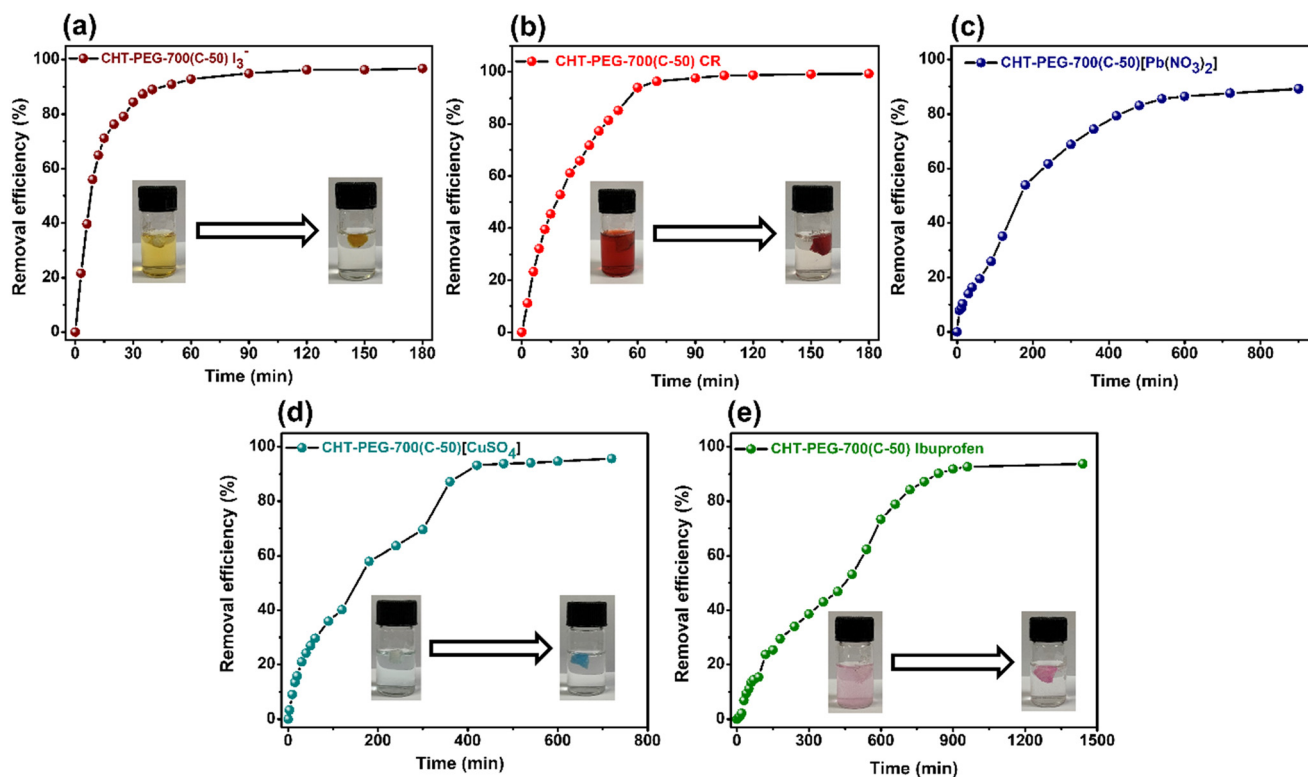 (a)
CHT-PEG-700(C-50) I₃⁻
Removal efficiency (%)
100
80
60
40
20
0
0 30 60 90 120 150 180
Time (min)
(b)
CHT-PEG-700(C-50) CR
Removal efficiency (%)
100
80
60
40
20
0
0 30 60 90 120 150 180
Time (min)
(c)
CHT-PEG-700(C-50)[Pb(NO₃)₂]
Removal efficiency (%)
100
80
60
40
20
0
0 200 400 600 800
Time (min)
(d)
CHT-PEG-700(C-50)[CuSO₄]
Removal efficiency (%)
100
80
60
40
20
0
0 200 400 600 800
Time (min)
(e)
CHT-PEG-700(C-50) Ibuprofen
Removal efficiency (%)
100
80
60
40
20
0
0 300 600 900 1200 1500
Time (min)